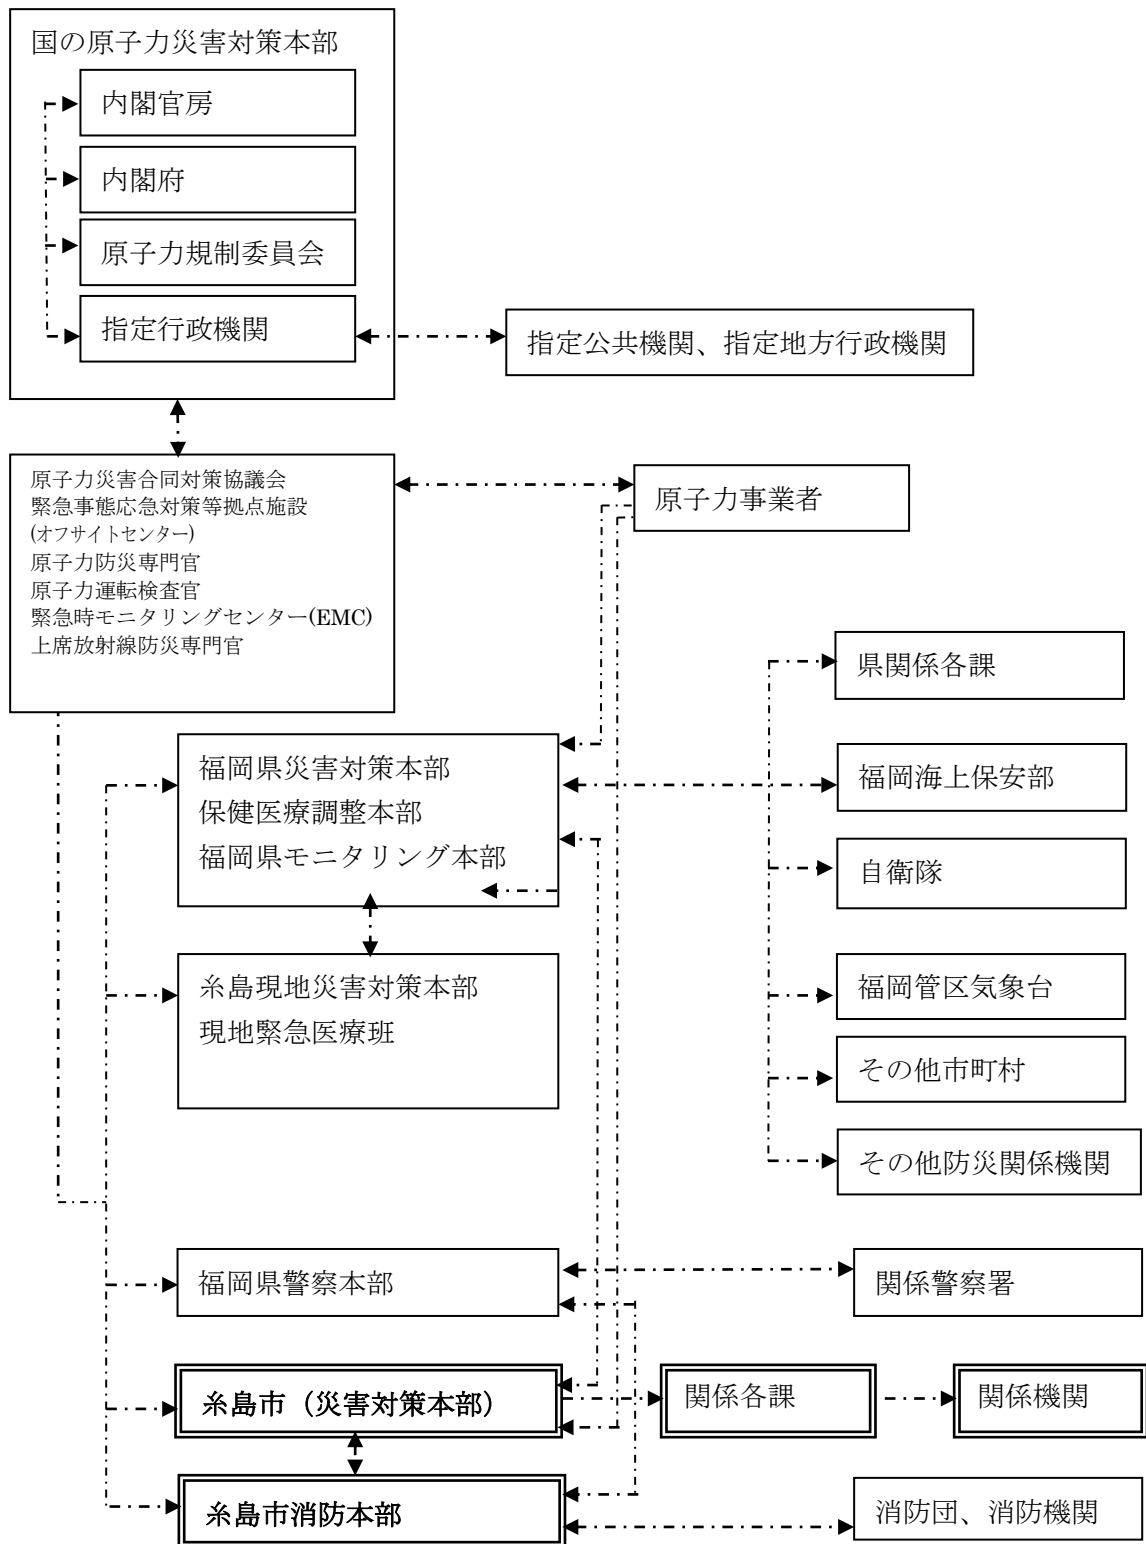 国の原子力災害対策本部
内閣官房
内閣府
原子力規制委員会
指定行政機関
指定公共機関、指定地方行政機関
原子力災害合同対策協議会
緊急事態応急対策等拠点施設
(オフサイトセンター)
原子力防災専門官
原子力運転検査官
緊急時モニタリングセンター(EMC)
上席放射線防災専門官
原子力事業者
県関係各課
福岡県災害対策本部
保健医療調整本部
福岡県モニタリング本部
福岡海上保安部
自衛隊
糸島現地災害対策本部
現地緊急医療班
福岡管区気象台
その他市町村
その他防災関係機関
福岡県警察本部
関係警察署
糸島市（災害対策本部）
関係各課
関係機関
糸島市消防本部
消防団、消防機関